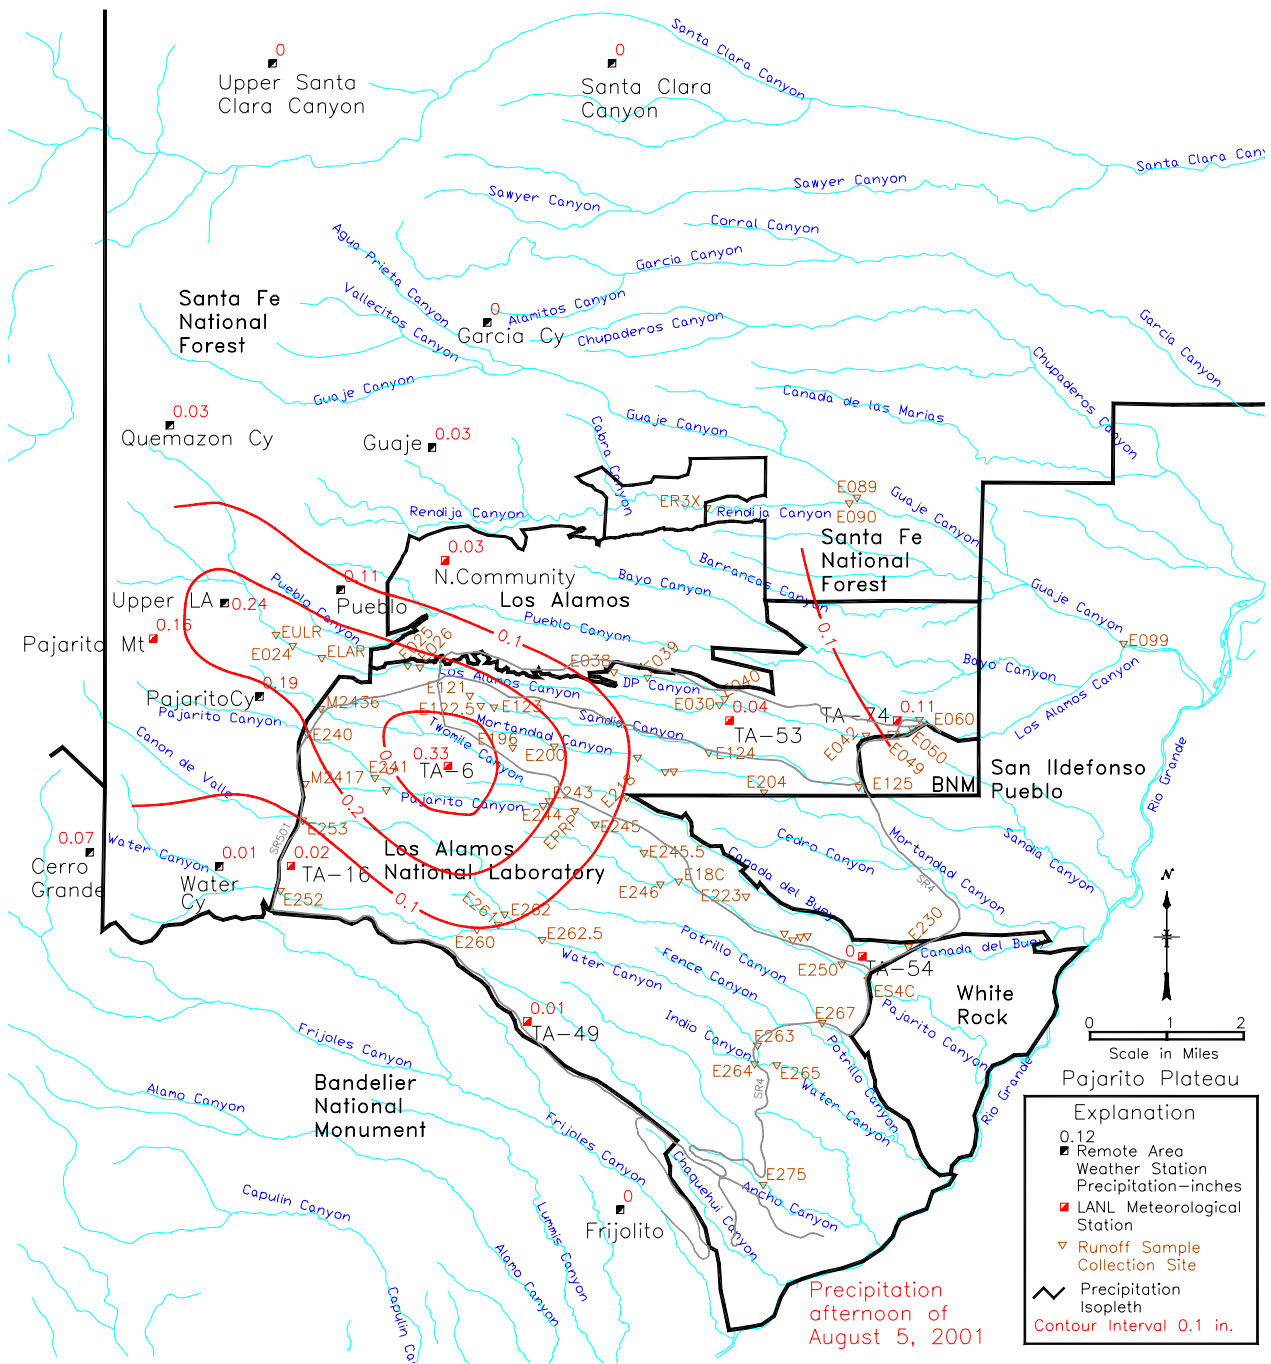 0
Upper Santa
Clara Canyon
0
Santa Clara
Canyon
Santa Clara Canyon
Santa Clara
Sawyer Canyon
Sawyer Canyon
Corral Canyon
Agua Prieta Canyon
Garcia Canyon
Vallecitos Canyon
Santa Fe
National
Forest
0
Garcia Cy
Alamitos Canyon
Chupaderos Canyon
Garcia Canyon
Chupaderos Canyon
Guaje Canyon
Canada de las Marias
0.03
Quemazon Cy
0.03
Guaje
Cabra Canyon
Guaje Canyon
E089
E090
Guaje Canyon
ER3X
Rendija Canyon
Rendija Canyon
Santa Fe
National
Forest
0.03
N.Community
Los Alamos
Bayo Canyon
Barrancas Canyon
Guaje Canyon
0.11
Pueblo
Upper LA
0.24
Pueblo Canyon
Pueblo Canyon
0.1
0.1
0.16
Pajarito Mt
EULR
E024
ELAR
E025
E026
E038
E039
E099
Bayo Canyon
Los Alamos Canyon
DP Canyon
Los Alamos Canyon
0.19
PajaritoCy
M2436
E121
E122.5
E123
E030
E040
0.04
TA-53
TA-74
0.11
E060
E050
E049
E042
Pajarito Canyon
E240
Sandia Canyon
Mortandad Canyon
Twomile Canyon
E196
E200
E124
Canon de Valle
0.33
TA-6
E241
M2417
E204
E125
BNM
San Ildefonso
Pueblo
Rio Grande
0.2
Pajarito Canyon
E243
E244
E218
EPRP
E245
E253
SR501
0.07
Cerro
Grande
Water Canyon
0.01
Water
Cy
0.02
TA-16
Los Alamos
National Laboratory
Cedro Canyon
Mortandad Canyon
Sandia Canyon
E245.5
Canada del Buey
E18C
E246
E223
SR4
N
E252
0.1
E261
E262
E260
E262.5
Potrillo Canyon
E230
Canada del Buey
Water Canyon
Fence Canyon
0
TA-54
E250
ES4C
White
Rock
0.01
TA-49
Indio Canyon
E267
Pajarito Canyon
E263
E264
E265
Potrillo Canyon
Water Canyon
SR4
Rio Grande
0 1 2
Scale in Miles
Pajarito Plateau
Frijoles Canyon
Alamo Canyon
Bandelier
National
Monument
Frijoles Canyon
Chaquehui Canyon
E275
Ancho Canyon
Capulin Canyon
Lummis Canyon
Alamo Canyon
0
Frijolito
Capulin
Precipitation
afternoon of
August 5, 2001
Explanation
0.12
Remote Area
Weather Station
Precipitation-inches
LANL Meteorological
Station
Runoff Sample
Collection Site
Precipitation
Isopleth
Contour Interval 0.1 in.